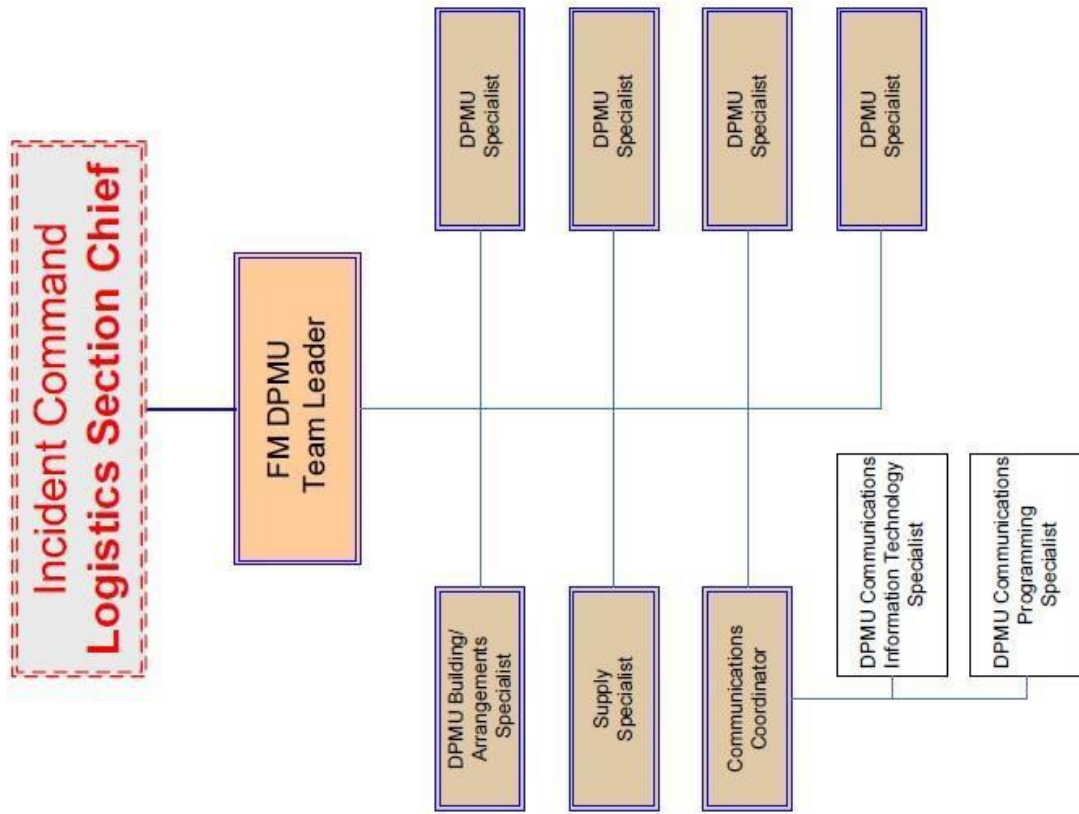 Incident Command
Logistics Section Chief
FM DPMU
Team Leader
DPMU Building/
Arrangements
Specialist
DPMU
Specialist
Supply
Specialist
DPMU
Specialist
Communications
Coordinator
DPMU
Specialist
DPMU Communications
Information Technology
Specialist
DPMU Communications
Programming
Specialist
DPMU
Specialist